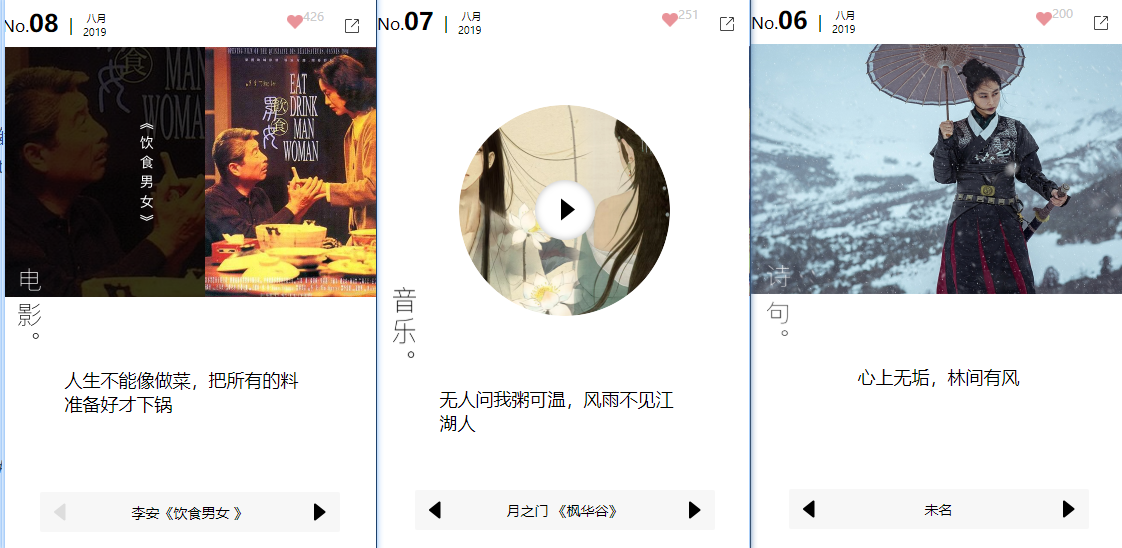 No.08 | 八月 2019
426
EAT
DRINK
MAN
WOMAN
饮食
男女
MAN
WOMA
食
《饮食男女》
电影。
人生不能像做菜，把所有的料
准备好才下锅
李安《饮食男女 》
No.07 | 八月 2019
251
音乐。
无人问我粥可温，风雨不见江
湖人
月之门 《枫华谷》
No.06 | 八月 2019
200
诗句。
心上无垢，林间有风
未名